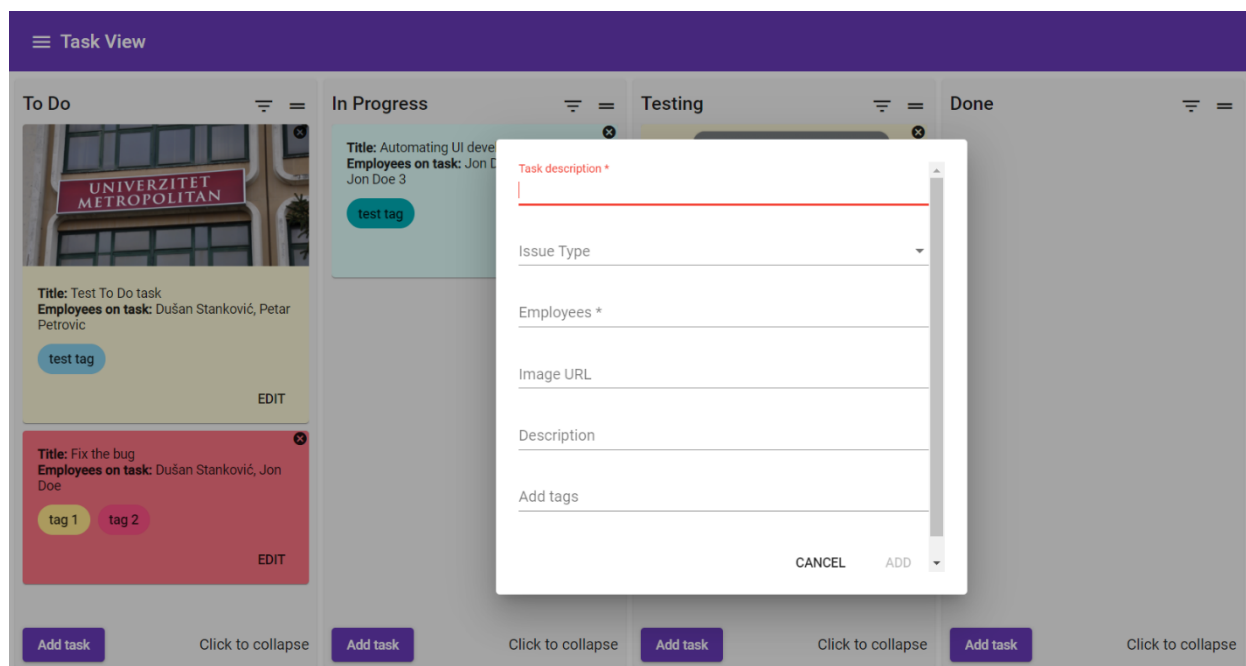 Task View
To Do
UNIVERZITET
METROPOLITAN
Title: Test To Do task
Employees on task: Dušan Stanković, Petar
Petrovic
test tag
EDIT
Title: Fix the bug
Employees on task: Dušan Stanković, Jon
Doe
tag 1 tag 2
EDIT
Add task Click to collapse
In Progress
Title: Automating UI deve
Employees on task: Jon D
Jon Doe 3
test tag
Add task Click to collapse
Testing
Add task Click to collapse
Done
Add task Click to collapse
Task description *
Issue Type
Employees *
Image URL
Description
Add tags
CANCEL ADD